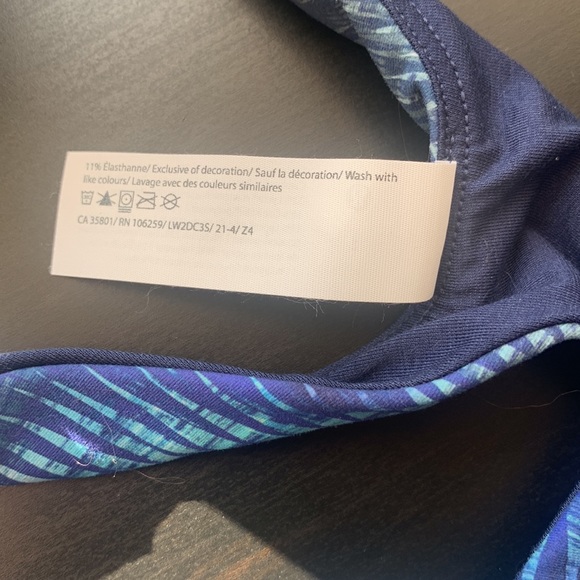 11% Élasthanne/ Exclusive of decoration/ Sauf la décoration/ Wash with
like colours/ Lavage avec des couleurs similaires
CA 35801/ RN 106259/ LW2DC3S/ 21-4/ Z4